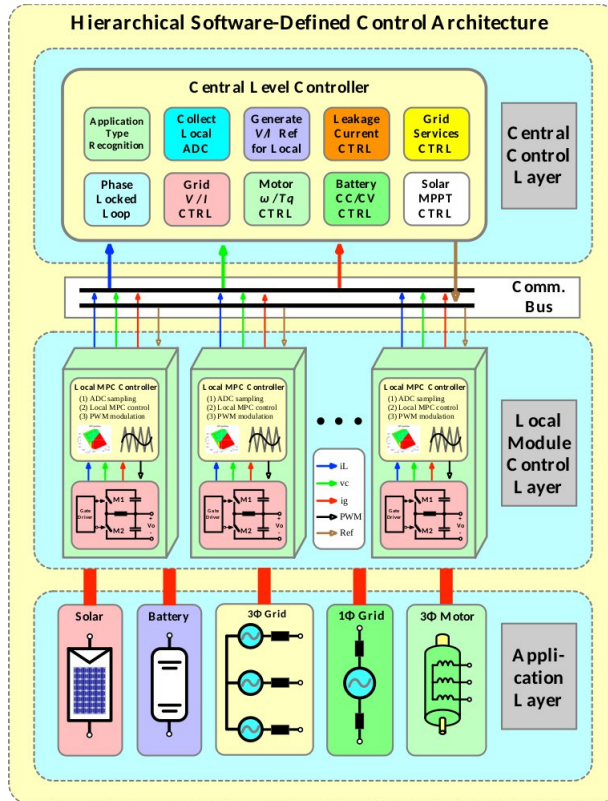 Hierarchical Software-Defined Control Architecture
Central Level Controller
Application
Type
Recognition
Collect
Local
ADC
Generate
V/I Ref
for Local
Leakage
Current
CTRL
Grid
Services
CTRL
Phase
Locked
Loop
Grid
V / I
CTRL
Motor
ω/Tq
CTRL
Battery
CC/CV
CTRL
Solar
MPPT
CTRL
Central
Control
Layer
Comm.
Bus
Local MPC Controller
(1) ADC sampling
(2) Local MPC control
(3) PWM modulation
Gate
Driver
M1
M2
+
Vo
-
Local MPC Controller
(1) ADC sampling
(2) Local MPC control
(3) PWM modulation
Gate
Driver
M1
M2
+
Vo
-
iL
vc
ig
PWM
Ref
Local MPC Controller
(1) ADC sampling
(2) Local MPC control
(3) PWM modulation
Gate
Driver
M1
M2
+
Vo
-
Local
Module
Control
Layer
Solar
Battery
3Φ Grid
1Φ Grid
3Φ Motor
Appli-
cation
Layer